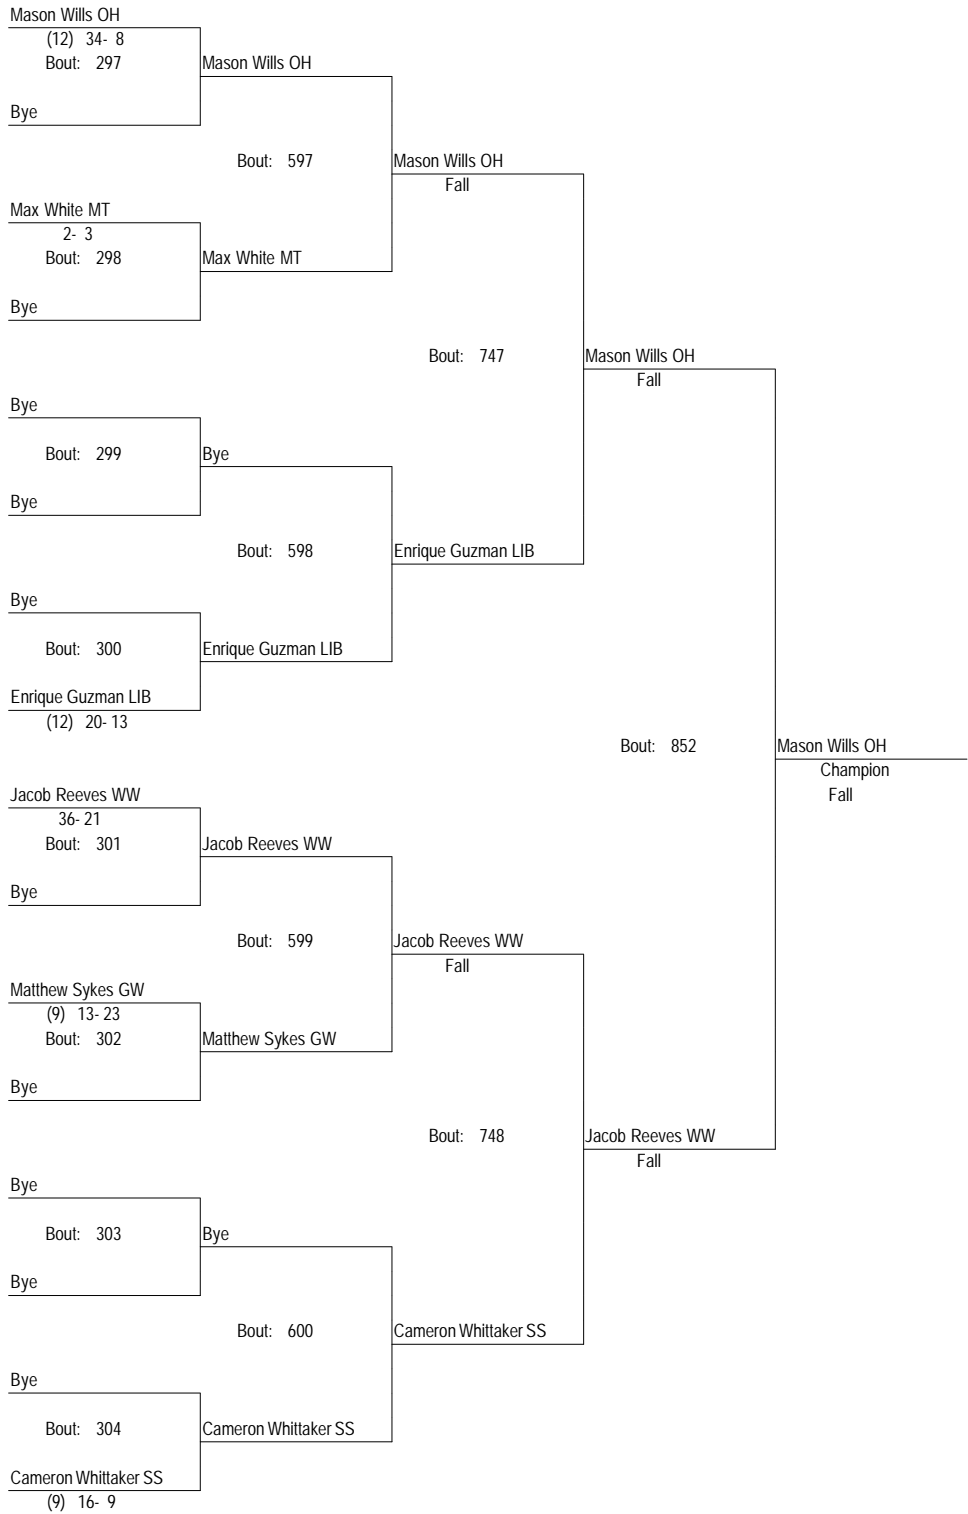 Mason Wills OH
(12) 34- 8
Bout: 297
Mason Wills OH
Bye
Bout: 597
Mason Wills OH
Fall
Max White MT
2- 3
Bout: 298
Max White MT
Bye
Bout: 747
Mason Wills OH
Fall
Bye
Bout: 299
Bye
Bye
Bout: 598
Enrique Guzman LIB
Bye
Bout: 300
Enrique Guzman LIB
Enrique Guzman LIB
(12) 20- 13
Bout: 852
Mason Wills OH
Champion
Fall
Jacob Reeves WW
36- 21
Bout: 301
Jacob Reeves WW
Bye
Bout: 599
Jacob Reeves WW
Fall
Matthew Sykes GW
(9) 13- 23
Bout: 302
Matthew Sykes GW
Bye
Bout: 748
Jacob Reeves WW
Fall
Bye
Bout: 303
Bye
Bye
Bout: 600
Cameron Whittaker SS
Bye
Bout: 304
Cameron Whittaker SS
Cameron Whittaker SS
(9) 16- 9